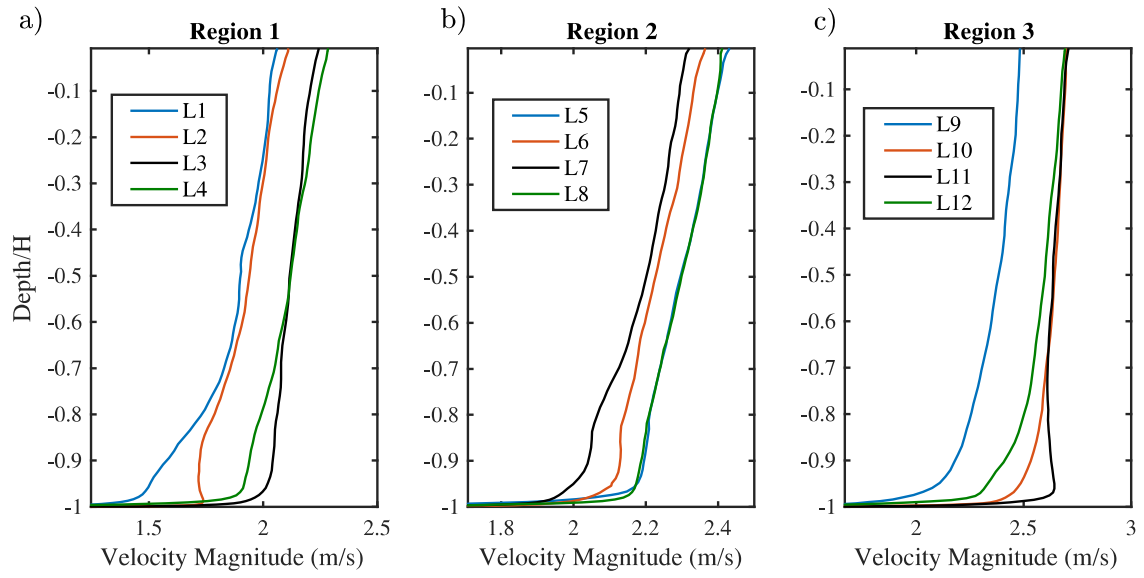 a)
Region 1
-0.1
-0.2
-0.3
-0.4
-0.5
-0.6
-0.7
-0.8
-0.9
-1
Depth/H
L1
L2
L3
L4
1.5 2 2.5
Velocity Magnitude (m/s)
b)
Region 2
-0.1
-0.2
-0.3
-0.4
-0.5
-0.6
-0.7
-0.8
-0.9
-1
L5
L6
L7
L8
1.8 2 2.2 2.4
Velocity Magnitude (m/s)
c)
Region 3
-0.1
-0.2
-0.3
-0.4
-0.5
-0.6
-0.7
-0.8
-0.9
-1
L9
L10
L11
L12
2 2.5 3
Velocity Magnitude (m/s)